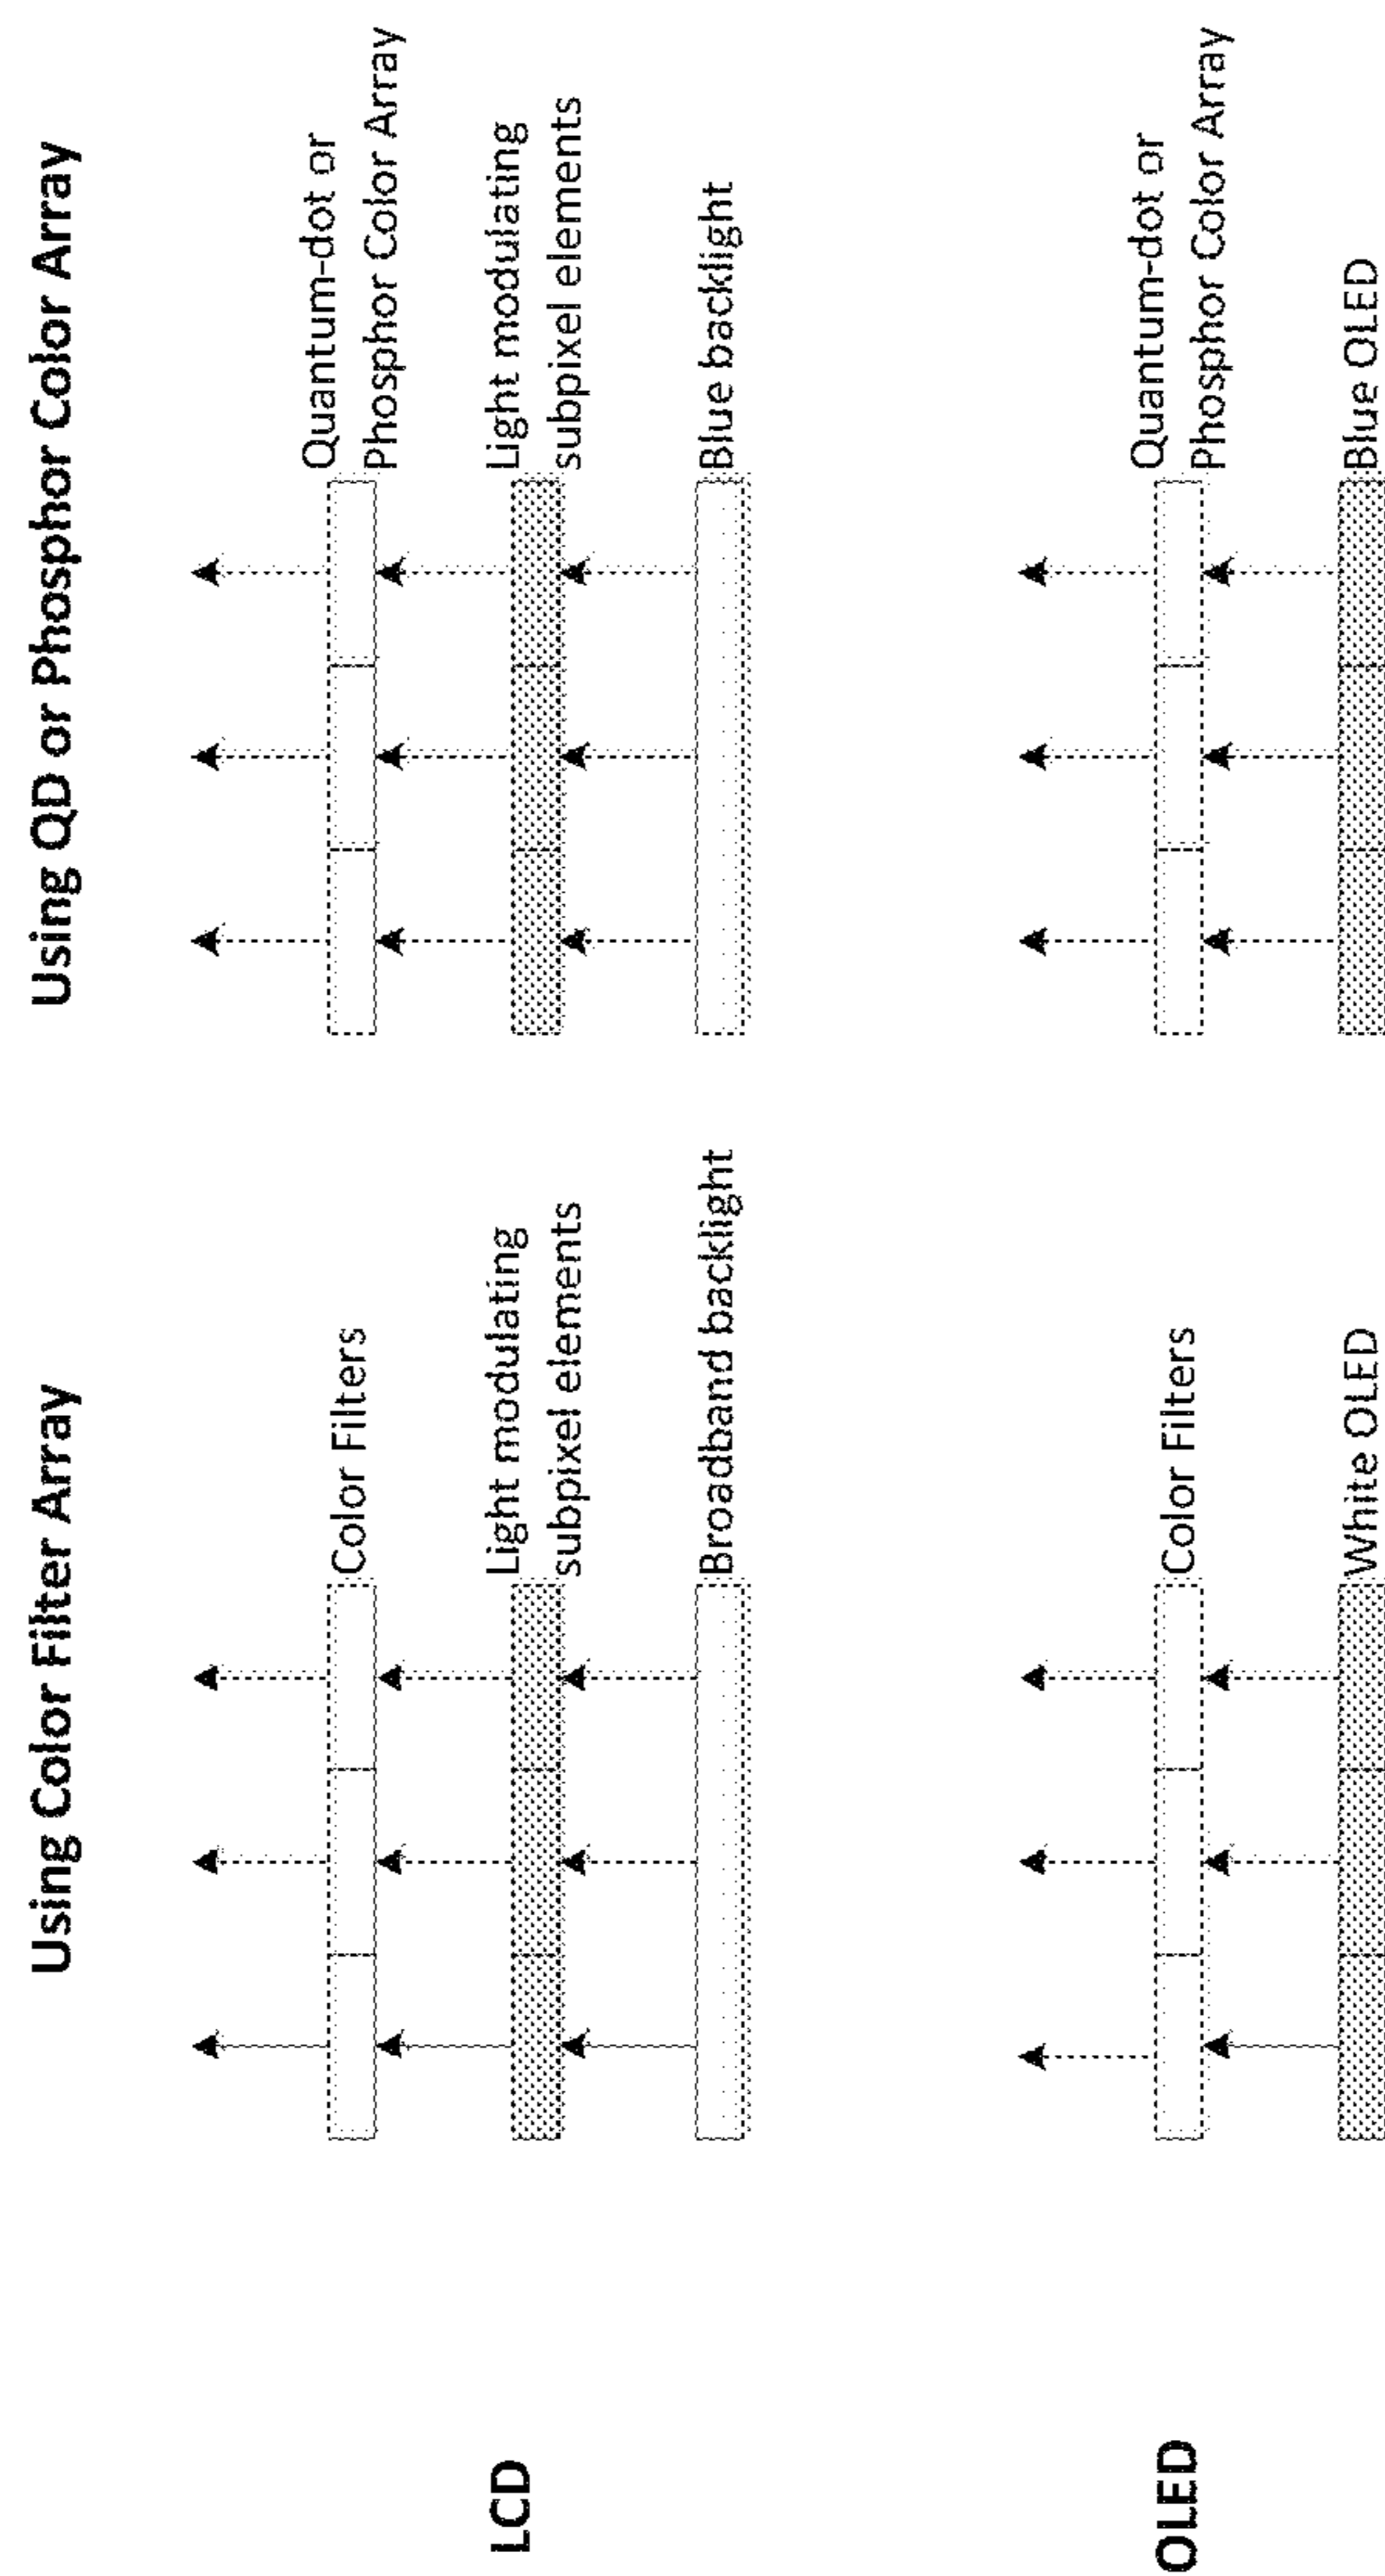 Using Color Filter Array
Using QD or Phosphor Color Array
LCD
Color Filters
Light modulating
subpixel elements
Broadband backlight
Quantum-dot or
Phosphor Color Array
Light modulating
subpixel elements
Blue backlight
OLED
Color Filters
White OLED
Quantum-dot or
Phosphor Color Array
Blue OLED